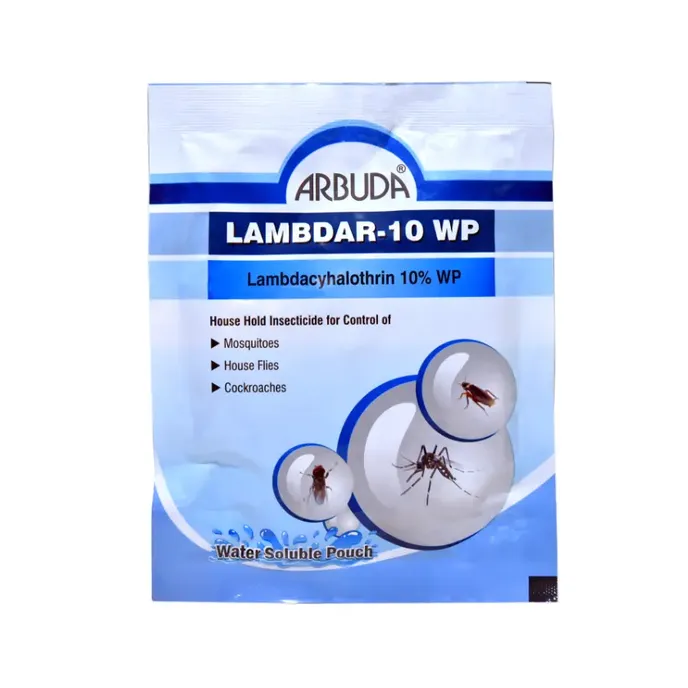 ARBUDA®
LAMBDAR-10 WP
Lambdacyhalothrin 10% WP
House Hold Insecticide for Control of
▶ Mosquitoes
▶ House Flies
▶ Cockroaches
Water Soluble Pouch